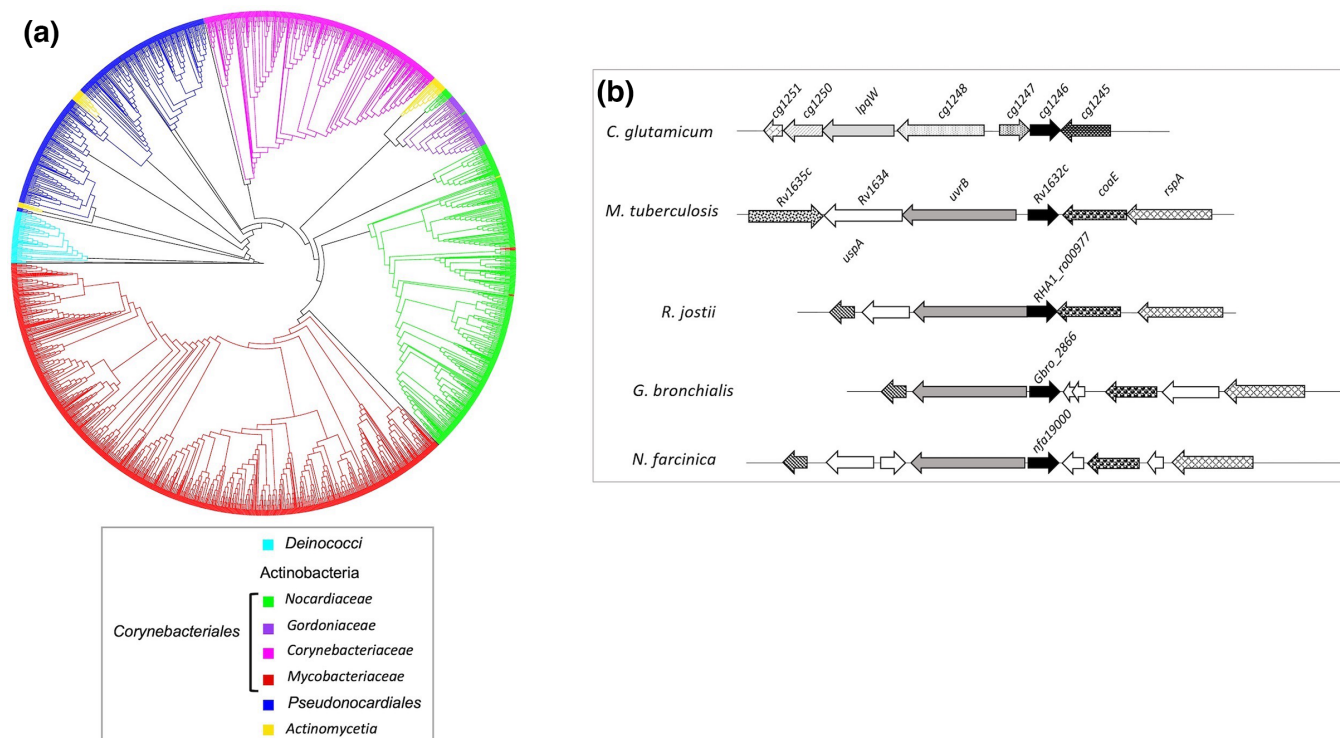 (a)
Deinococci
Actinobacteria
Corynebacteriales
Nocardiaceae
Gordoniaceae
Corynebacteriaceae
Mycobacteriaceae
Pseudonocardiales
Actinomycetia
(b)
C. glutamicum
cg1251 cg1250 lpqW cg1248 cg1247 cg1246 cg1245
M. tuberculosis
Rv1635c Rv1634 uvrB Rv1632c coaE rspA
uspA
R. jostii
RHA1_ro00977
G. bronchialis
Gbro_2866
N. farcinica
nfa19000